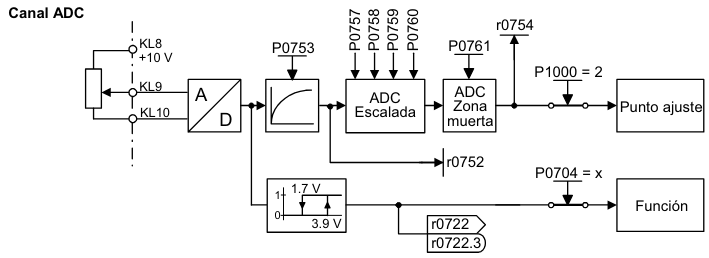 Canal ADC
KL8
+10 V
KL9
KL10
A
D
P0753
P0757
P0758
P0759
P0760
ADC
Escalada
P0761
ADC
Zona
muerta
r0754
P1000 = 2
Punto ajuste
r0752
1.7 V
1
0
3.9 V
r0722
r0722.3
P0704 = x
Función